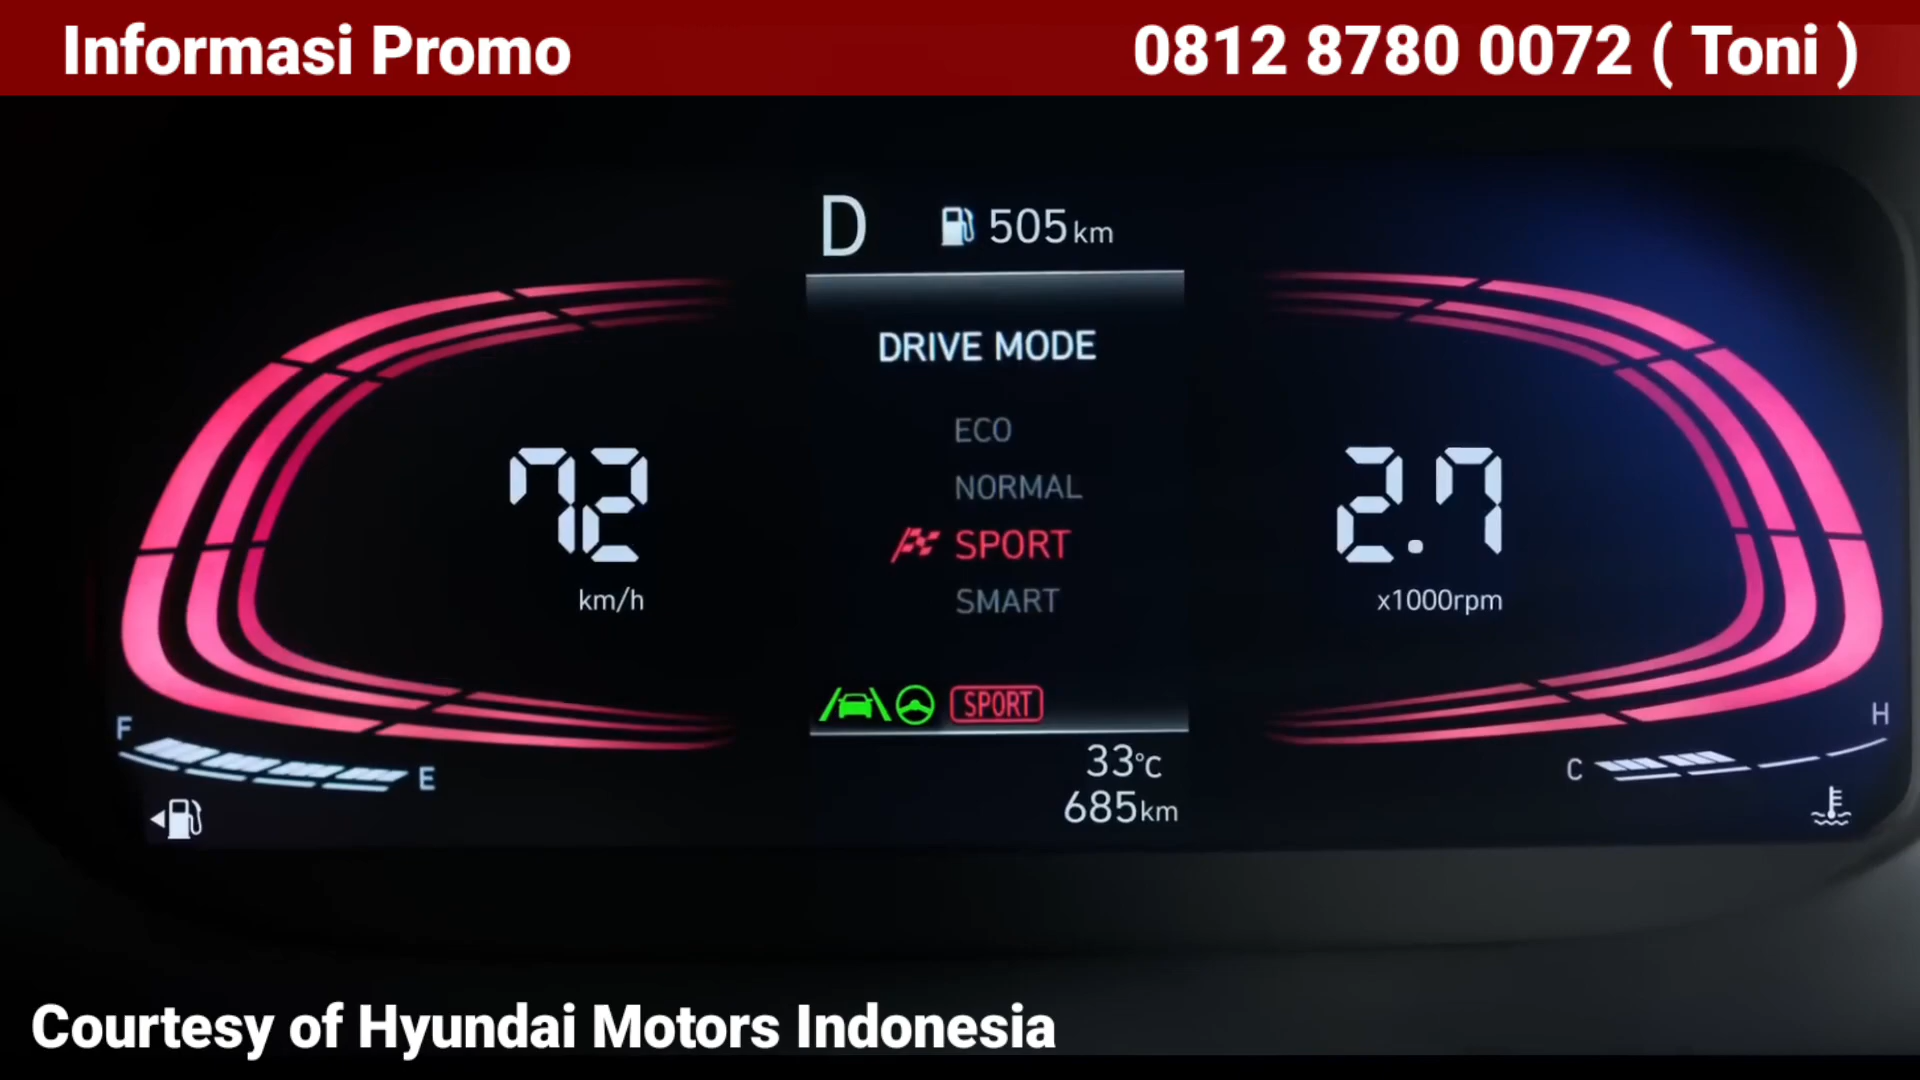 Informasi Promo
0812 8780 0072 ( Toni )
D
505km
DRIVE MODE
ECO
NORMAL
SPORT
SMART
72
km/h
2.7
x1000rpm
SPORT
F
E
33°C
685km
C
H
Courtesy of Hyundai Motors Indonesia